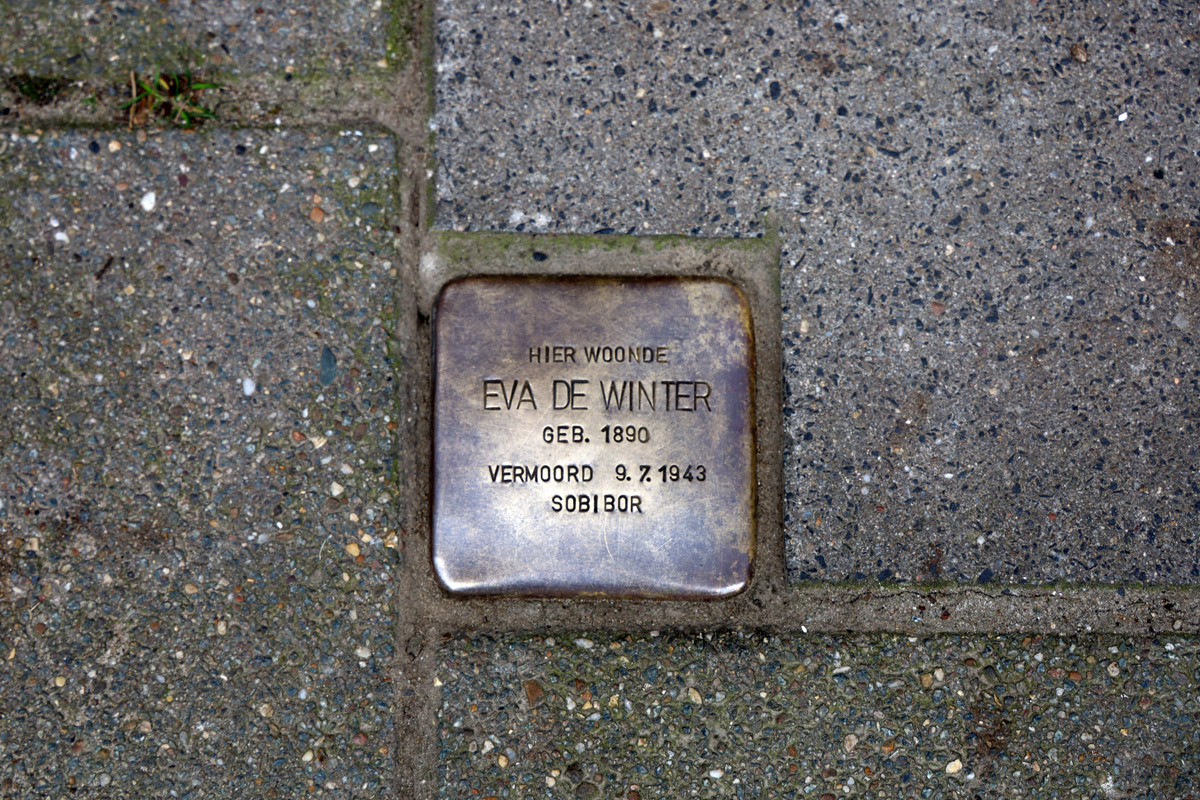 HIER WOONDE
EVA DE WINTER
GEB. 1890
VERMOORD 9.7.1943
SOBIBOR